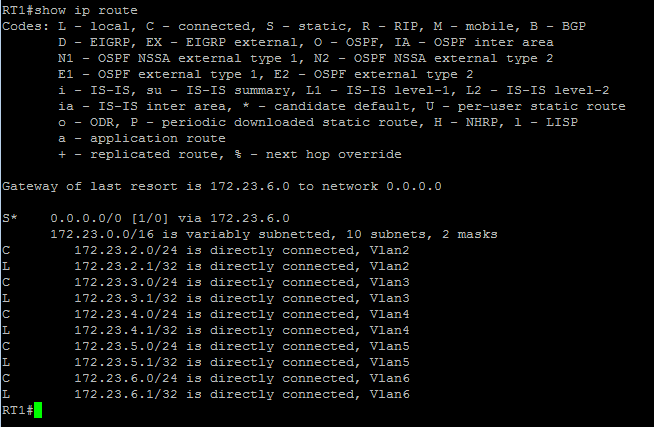 RT1#show ip route
Codes: L - local, C - connected, S - static, R - RIP, M - mobile, B - BGP
       D - EIGRP, EX - EIGRP external, O - OSPF, IA - OSPF inter area
       N1 - OSPF NSSA external type 1, N2 - OSPF NSSA external type 2
       E1 - OSPF external type 1, E2 - OSPF external type 2
       i - IS-IS, su - IS-IS summary, L1 - IS-IS level-1, L2 - IS-IS level-2
       ia - IS-IS inter area, * - candidate default, U - per-user static route
       o - ODR, P - periodic downloaded static route, H - NHRP, l - LISP
       a - application route
       + - replicated route, % - next hop override

Gateway of last resort is 172.23.6.0 to network 0.0.0.0

S*    0.0.0.0/0 [1/0] via 172.23.6.0
      172.23.0.0/16 is variably subnetted, 10 subnets, 2 masks
C        172.23.2.0/24 is directly connected, Vlan2
L        172.23.2.1/32 is directly connected, Vlan2
C        172.23.3.0/24 is directly connected, Vlan3
L        172.23.3.1/32 is directly connected, Vlan3
C        172.23.4.0/24 is directly connected, Vlan4
L        172.23.4.1/32 is directly connected, Vlan4
C        172.23.5.0/24 is directly connected, Vlan5
L        172.23.5.1/32 is directly connected, Vlan5
C        172.23.6.0/24 is directly connected, Vlan6
L        172.23.6.1/32 is directly connected, Vlan6
RT1#